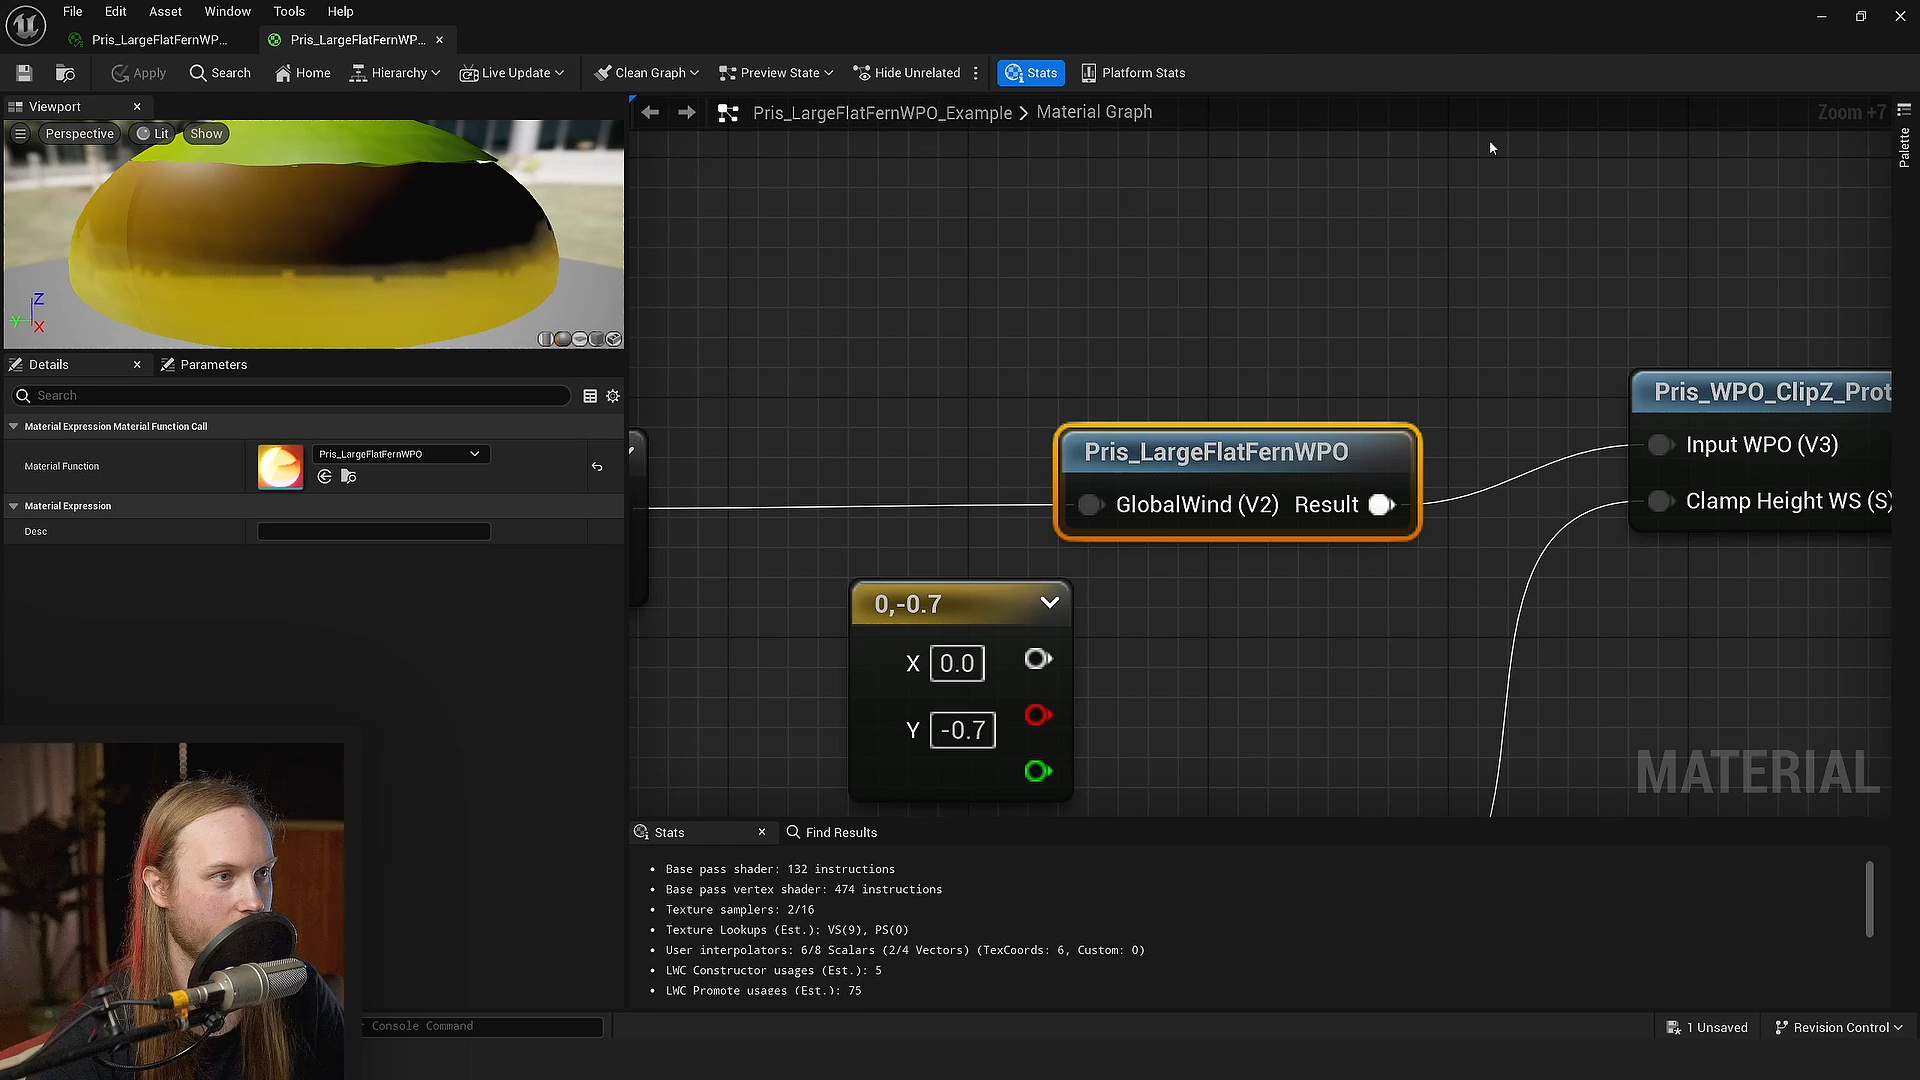 File Edit Asset Window Tools Help
Pris_LargeFlatFernWP...
Pris_LargeFlatFernWP...
Apply Search Home Hierarchy Live Update Clean Graph Preview State Hide Unrelated Stats Platform Stats
Viewport
Perspective Lit Show
Z
Y
X
Pris_LargeFlatFernWPO_Example > Material Graph
Zoom +7
Palette
Details Parameters
Search
Material Expression Material Function Call
Material Function
Pris_LargeFlatFernWPO
Material Expression
Desc
Pris_LargeFlatFernWPO
GlobalWind (V2) Result
Pris_WPO_ClipZ_Prot
Input WPO (V3)
Clamp Height WS (S)
0,-0.7
X 0.0
Y -0.7
MATERIAL
Stats Find Results
• Base pass shader: 132 instructions
• Base pass vertex shader: 474 instructions
• Texture samplers: 2/16
• Texture Lookups (Est.): VS(9), PS(0)
• User interpolators: 6/8 Scalars (2/4 Vectors) (TexCoords: 6, Custom: 0)
• LWC Constructor usages (Est.): 5
• LWC Promote usages (Est.): 75
Console Command
1 Unsaved Revision Control